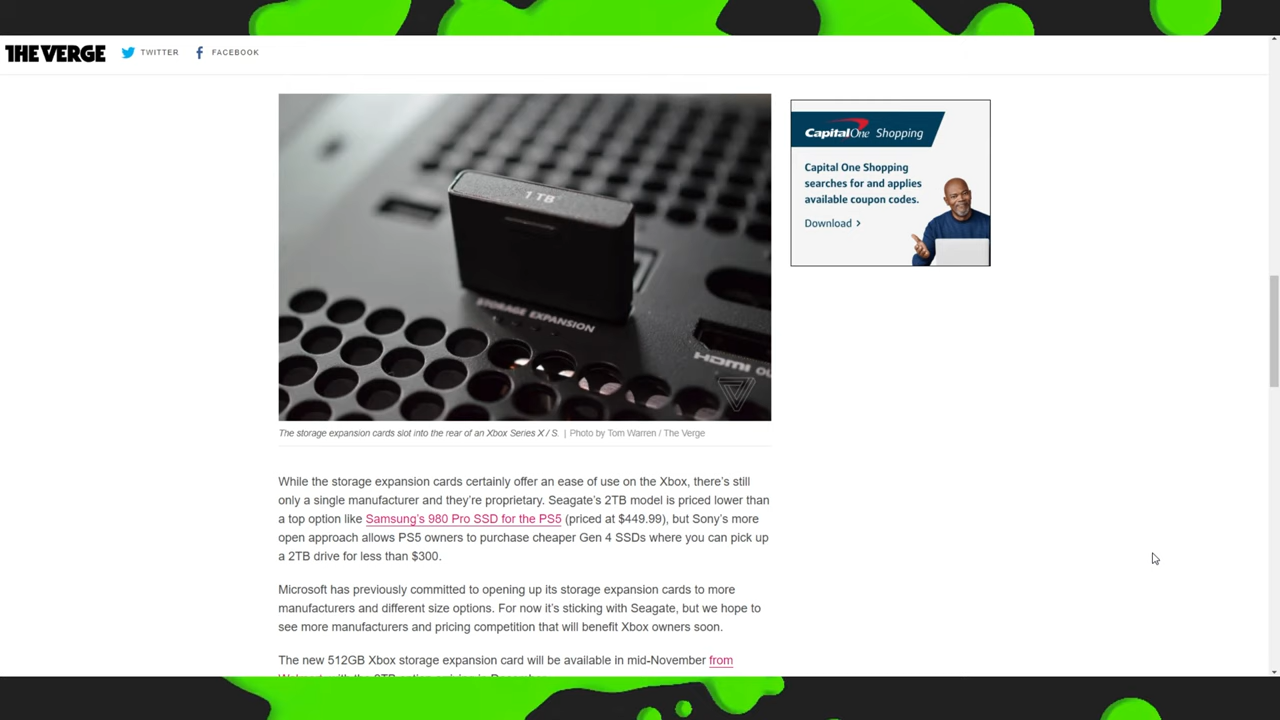 THE VERGE
TWITTER
FACEBOOK
1 TB
STORAGE EXPANSION
HDMI OU
CapitalOne Shopping
Capital One Shopping
searches for and applies
available coupon codes.
Download >
The storage expansion cards slot into the rear of an Xbox Series X / S. | Photo by Tom Warren / The Verge
While the storage expansion cards certainly offer an ease of use on the Xbox, there's still
only a single manufacturer and they're proprietary. Seagate's 2TB model is priced lower than
a top option like Samsung's 980 Pro SSD for the PS5 (priced at $449.99), but Sony's more
open approach allows PS5 owners to purchase cheaper Gen 4 SSDs where you can pick up
a 2TB drive for less than $300.
Microsoft has previously committed to opening up its storage expansion cards to more
manufacturers and different size options. For now it's sticking with Seagate, but we hope to
see more manufacturers and pricing competition that will benefit Xbox owners soon.
The new 512GB Xbox storage expansion card will be available in mid-November from